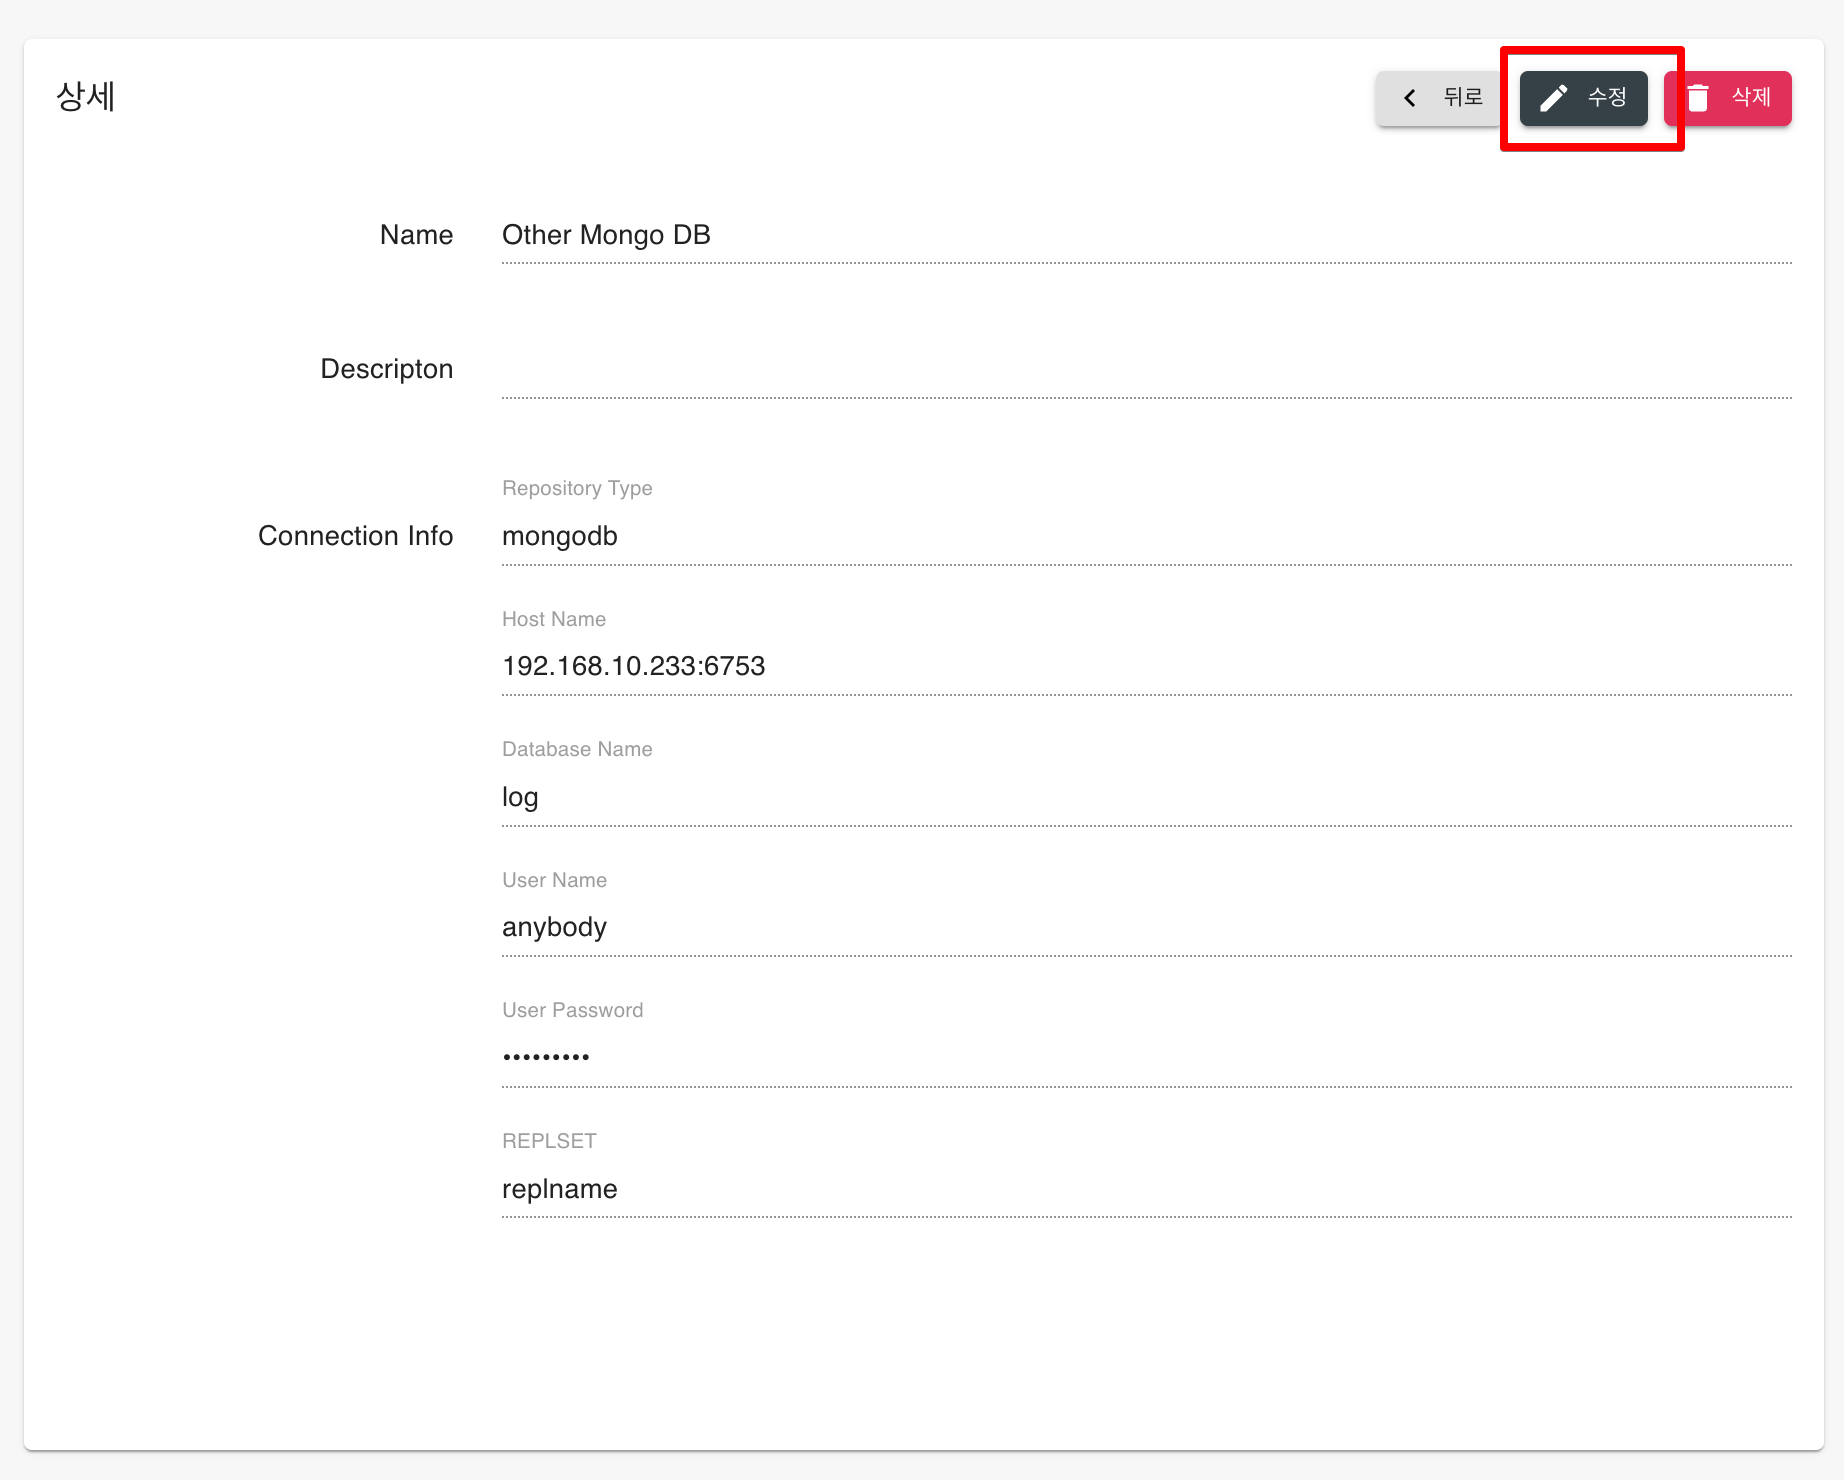 상세
뒤로
수정
삭제
Name
Other Mongo DB
Descripton
Repository Type
Connection Info
mongodb
Host Name
192.168.10.233:6753
Database Name
log
User Name
anybody
User Password
•••••••••
REPLSET
replname